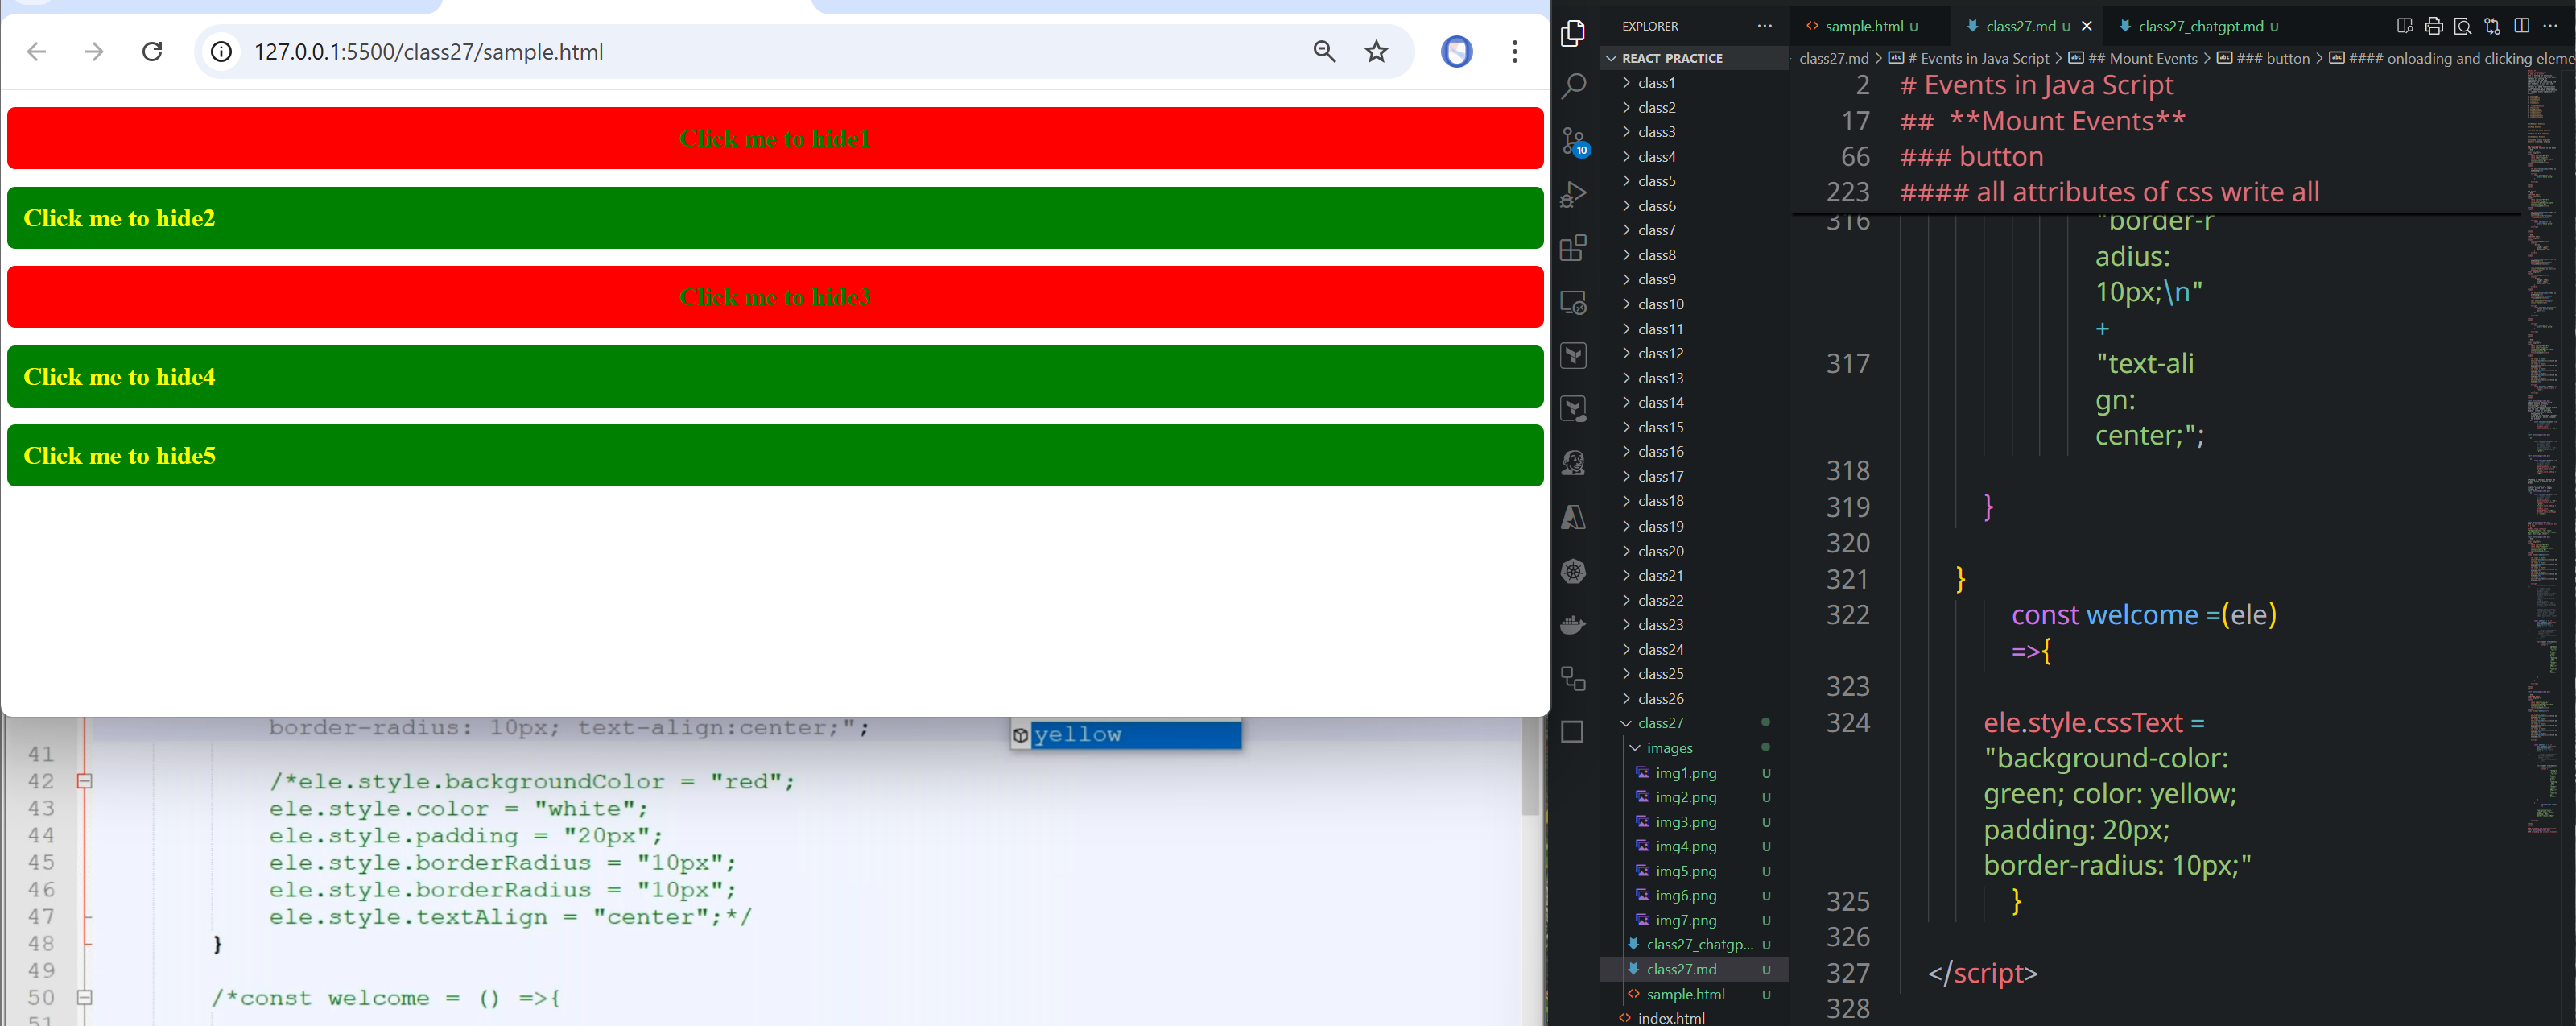 127.0.0.1:5500/class27/sample.html
Click me to hide1
Click me to hide2
Click me to hide3
Click me to hide4
Click me to hide5
border-radius: 10px; text-align:center;";
yellow
41
42 /*ele.style.backgroundColor = "red";
43 ele.style.color = "white";
44 ele.style.padding = "20px";
45 ele.style.borderRadius = "10px";
46 ele.style.borderRadius = "10px";
47 ele.style.textAlign = "center";*/
48 }
49
50 /*const welcome = () =>{
51
10
EXPLORER
REACT_PRACTICE
class1
class2
class3
class4
class5
class6
class7
class8
class9
class10
class11
class12
class13
class14
class15
class16
class17
class18
class19
class20
class21
class22
class23
class24
class25
class26
class27
images
img1.png U
img2.png U
img3.png U
img4.png U
img5.png U
img6.png U
img7.png U
class27_chatgp... U
class27.md U
sample.html U
index.html
sample.html U
class27.md U
class27_chatgpt.md U
class27.md > # Events in Java Script > ## Mount Events > ### button > #### onloading and clicking eleme
2 # Events in Java Script
17 ## **Mount Events**
66 ### button
223 #### all attributes of css write all
316 "border-r
adius:
10px;\n"
+
317 "text-ali
gn:
center;";
318
319 }
320
321 }
322 const welcome =(ele)
=>{
323
324 ele.style.cssText =
"background-color:
green; color: yellow;
padding: 20px;
border-radius: 10px;"
325 }
326
327 </script>
328